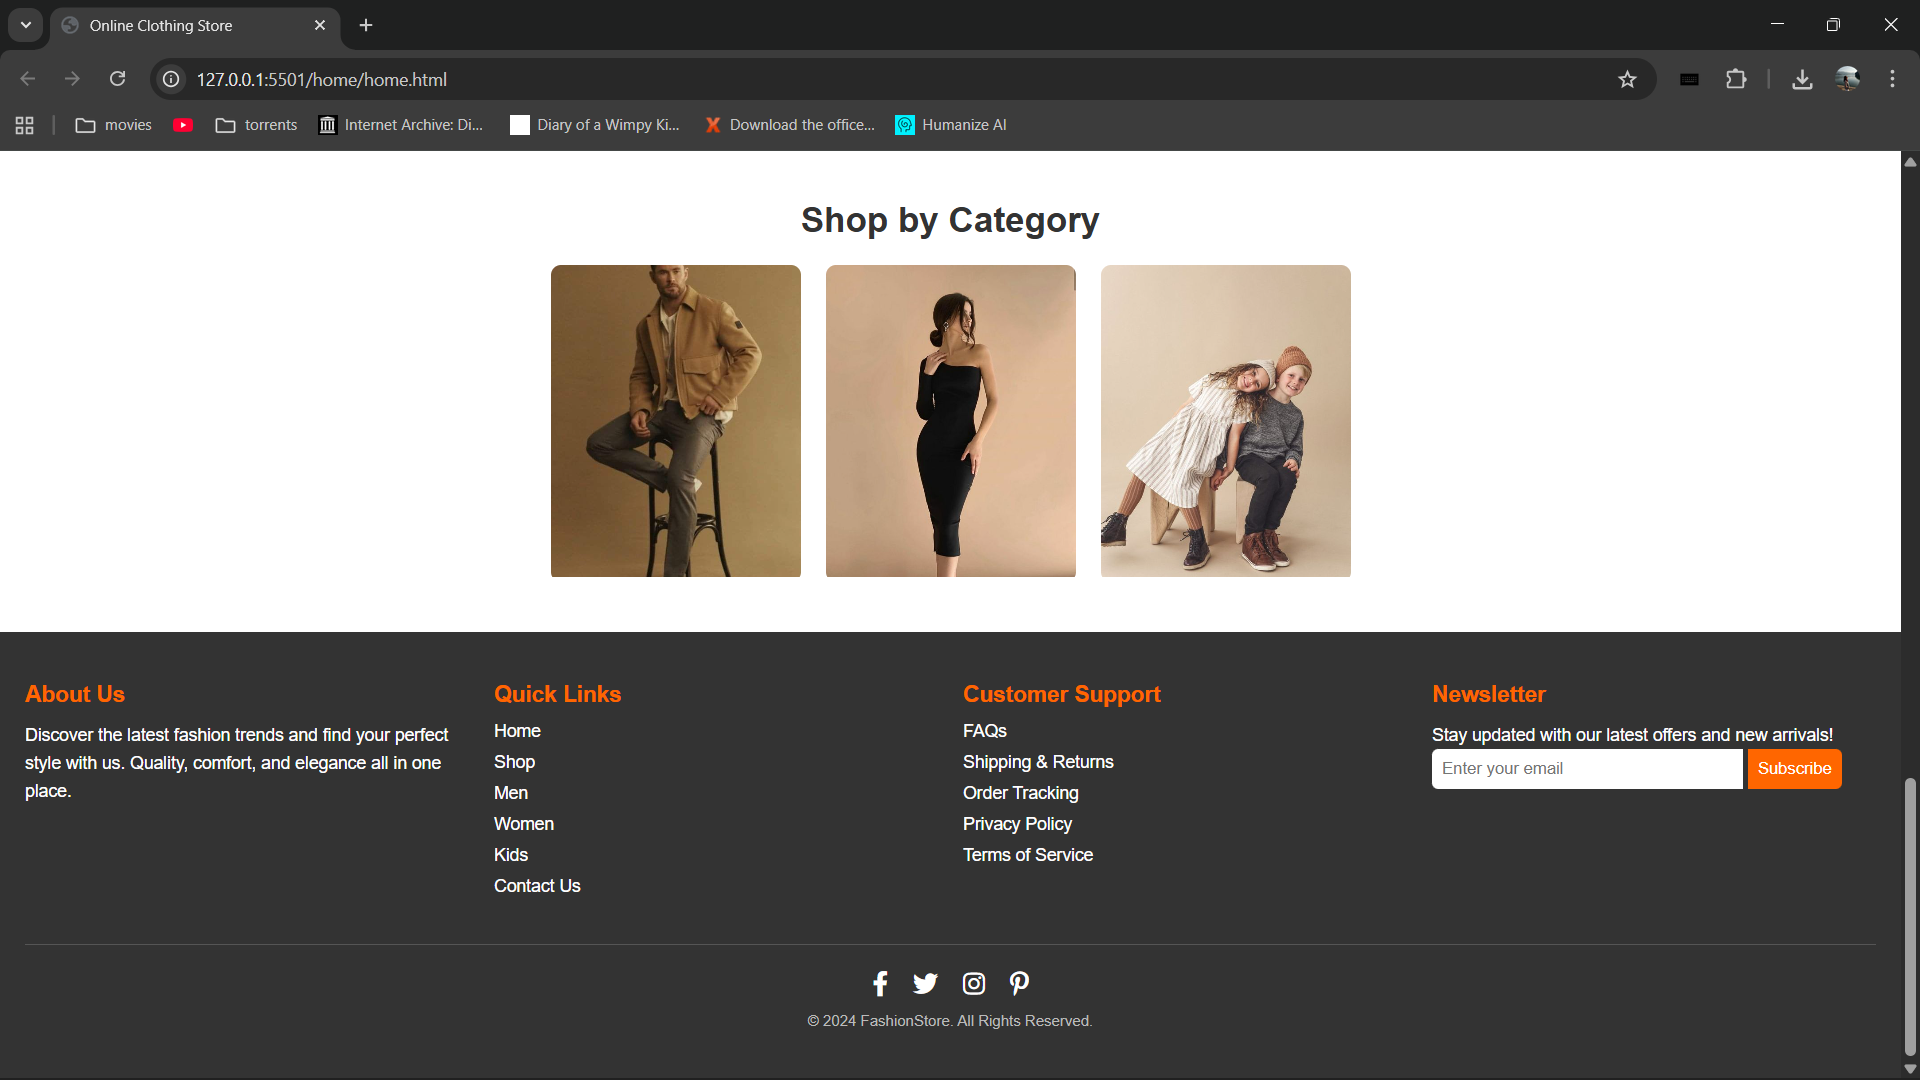 Online Clothing Store
127.0.0.1:5501/home/home.html
movies
torrents
Internet Archive: Di...
Diary of a Wimpy Ki...
Download the office...
Humanize AI
Shop by Category
About Us
Discover the latest fashion trends and find your perfect
style with us. Quality, comfort, and elegance all in one
place.
Quick Links
Home
Shop
Men
Women
Kids
Contact Us
Customer Support
FAQs
Shipping & Returns
Order Tracking
Privacy Policy
Terms of Service
Newsletter
Stay updated with our latest offers and new arrivals!
Enter your email
Subscribe
© 2024 FashionStore. All Rights Reserved.